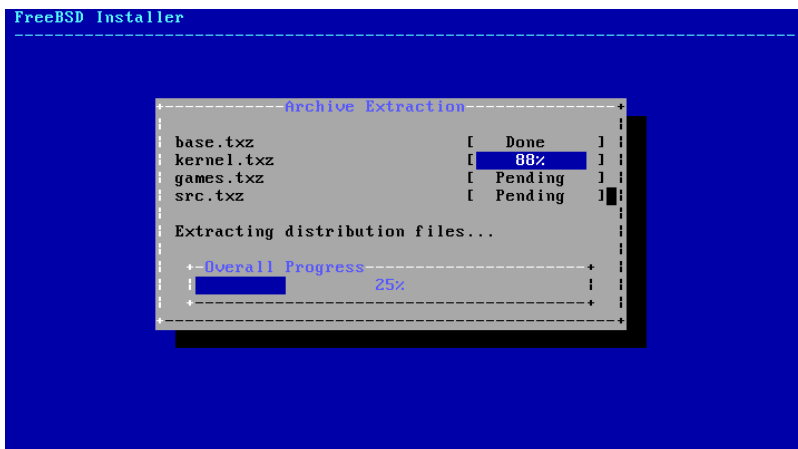 FreeBSD Installer
Archive Extraction
base.txz [ Done ]
kernel.txz [ 88% ]
games.txz [ Pending ]
src.txz [ Pending ]
Extracting distribution files...
Overall Progress
25%